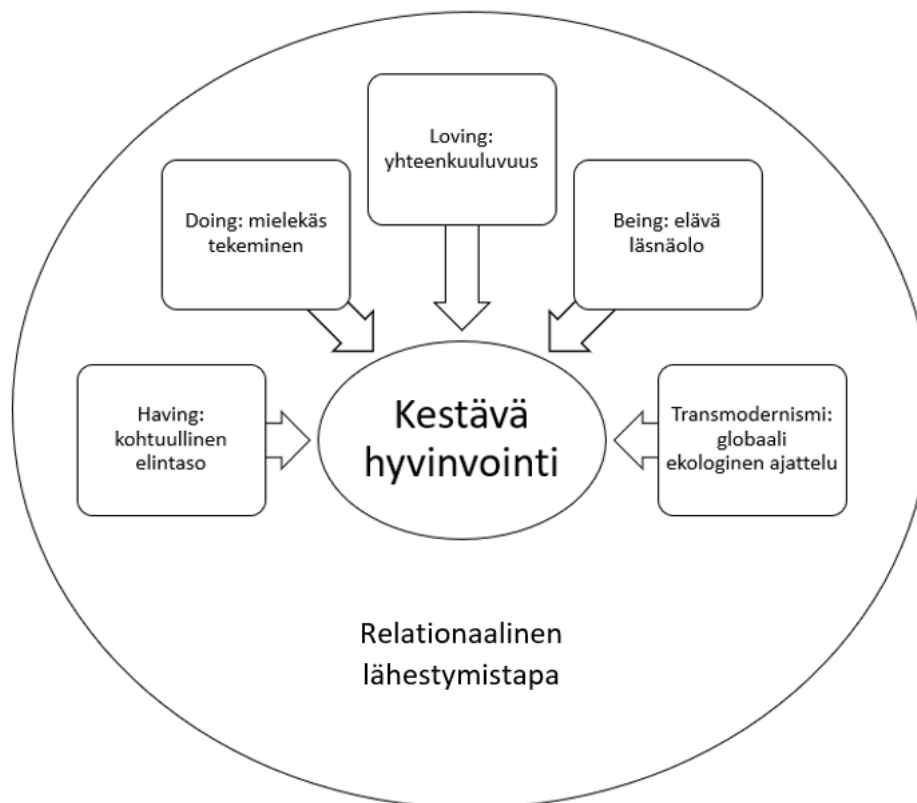 Loving:
yhteenkuuluvuus
Doing: mielekäs
tekeminen
Being: elävä
läsnäolo
Having:
kohtuullinen
elintaso
Kestävä
hyvinvointi
Transmodernismi:
globaali
ekologinen ajattelu
Relationaalinen
lähestymistapa